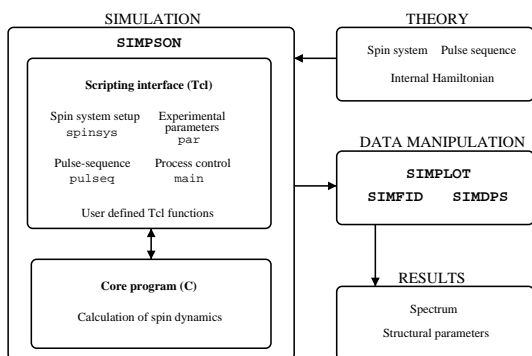 SIMULATION
SIMPSON
Scripting interface (Tcl)
Spin system setup
spinsys
Experimental
parameters
par
Pulse-sequence
pulseq
Process control
main
User defined Tcl functions
Core program (C)
Calculation of spin dynamics
THEORY
Spin system Pulse sequence
Internal Hamiltonian
DATA MANIPULATION
SIMPLOT
SIMFID SIMDPS
RESULTS
Spectrum
Structural parameters